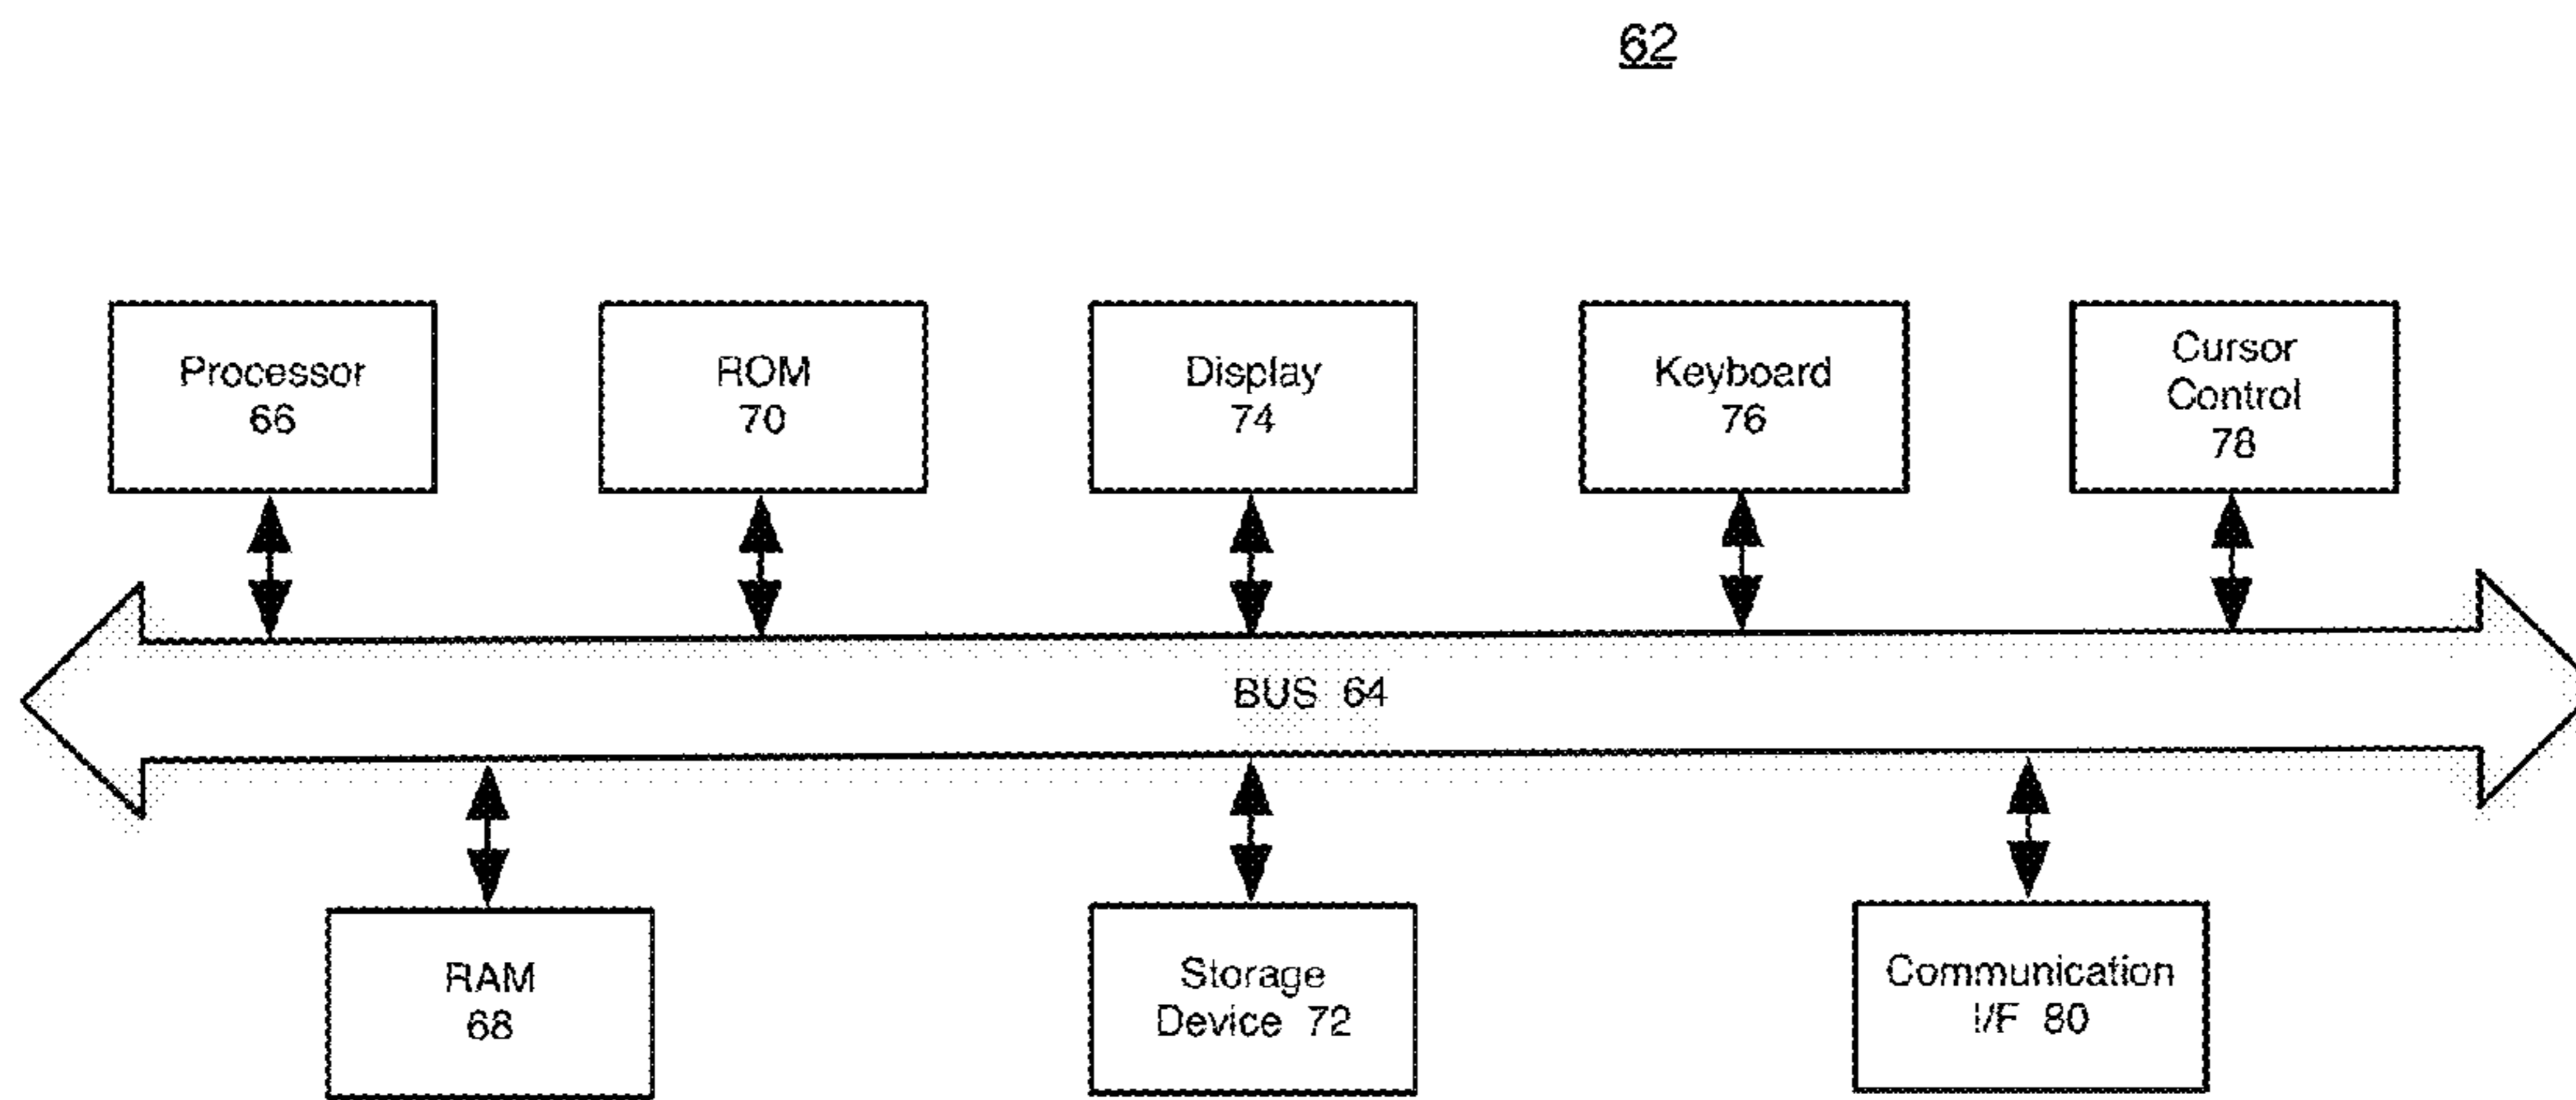 62
Processor
66
ROM
70
Display
74
Keyboard
76
Cursor
Control
78
BUS 64
RAM
68
Storage
Device 72
Communication
I/F 80